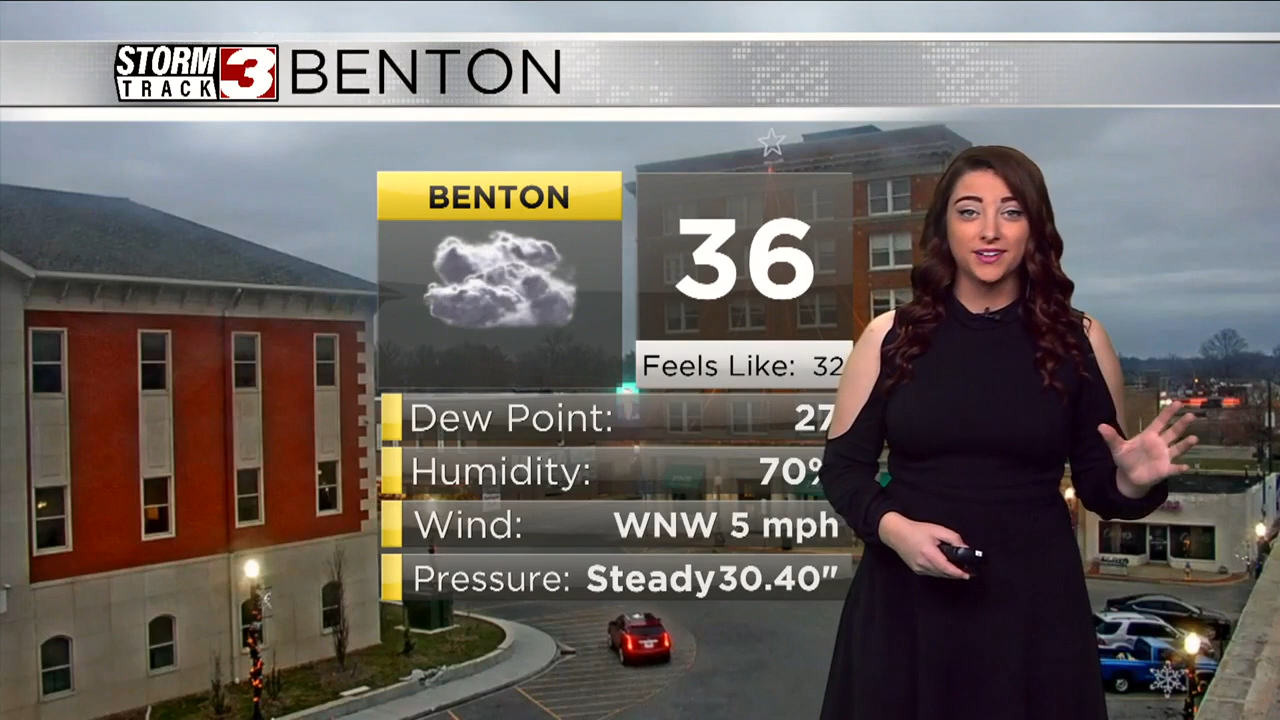 STORM TRACK 3 BENTON
BENTON
36
Feels Like: 32
Dew Point: 27
Humidity: 70%
Wind: WNW 5 mph
Pressure: Steady 30.40"